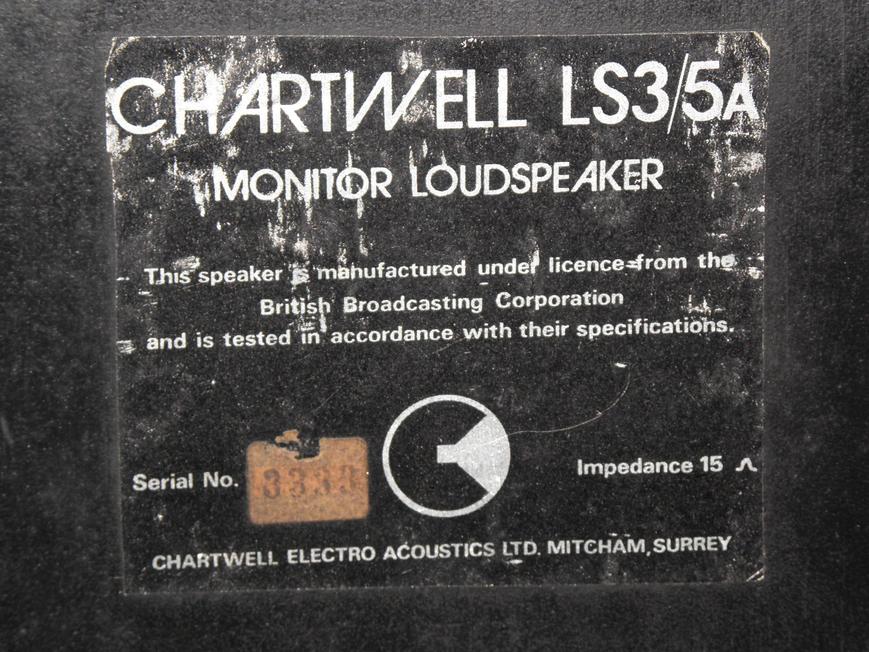 CHARTWELL LS3/5A
MONITOR LOUDSPEAKER
This speaker is manufactured under licence from the
British Broadcasting Corporation
and is tested in accordance with their specifications.
Serial No.
Impedance 15 Ω
CHARTWELL ELECTRO ACOUSTICS LTD. MITCHAM, SURREY